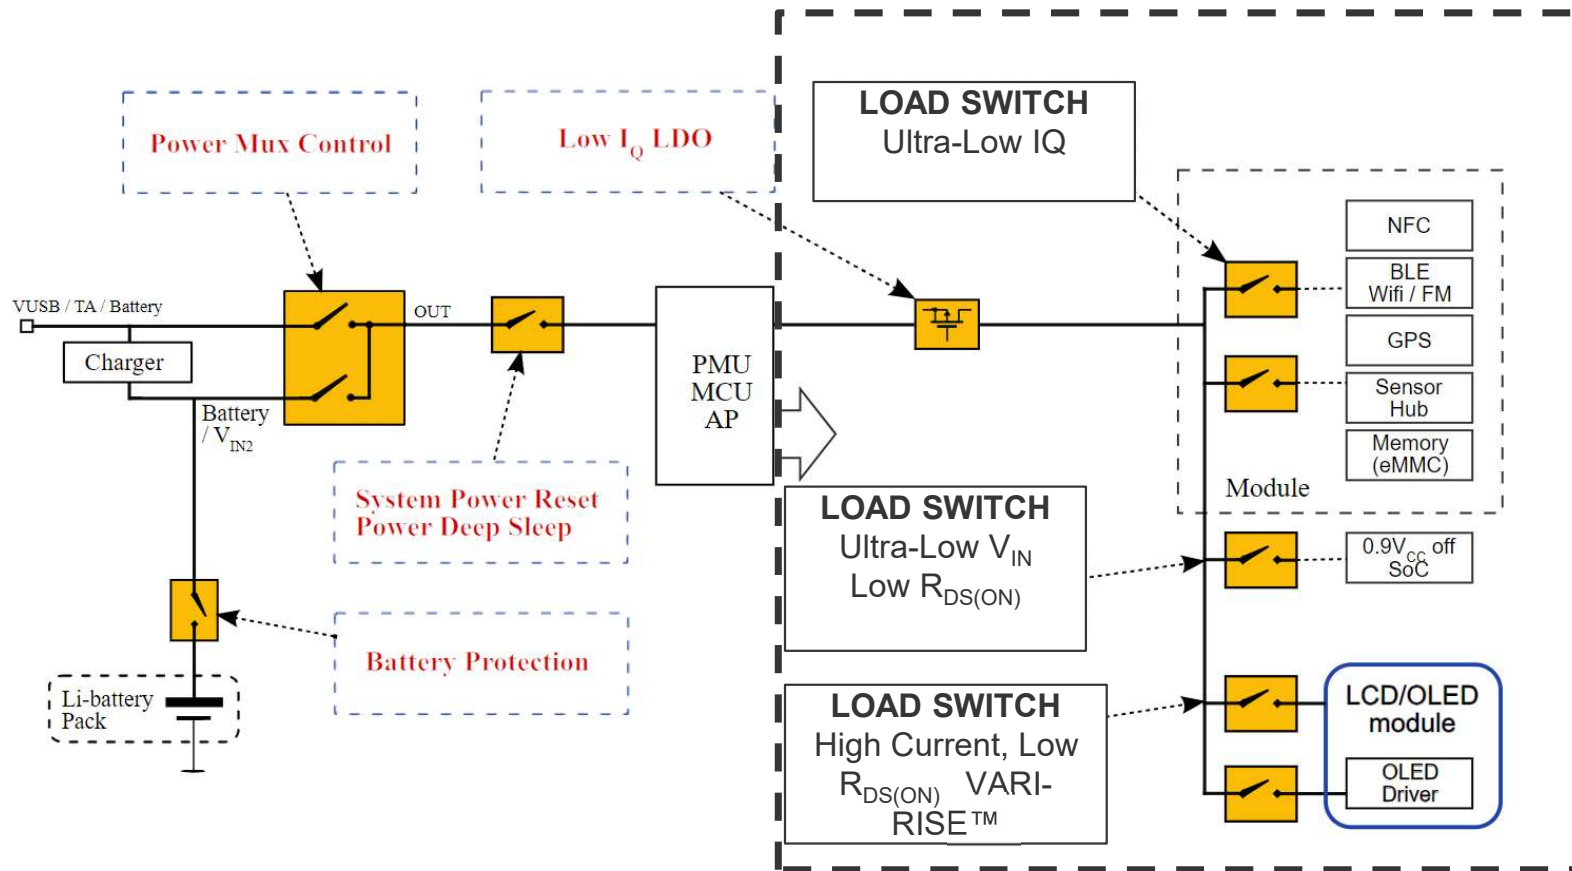 Power Mux Control
Low IQ LDO
LOAD SWITCH
Ultra-Low IQ
NFC
BLE
Wifi / FM
GPS
Sensor
Hub
Memory
(eMMC)
Module
VUSB / TA / Battery
OUT
Charger
Battery
/ VIN2
PMU
MCU
AP
System Power Reset
Power Deep Sleep
LOAD SWITCH
Ultra-Low VIN
Low RDS(ON)
0.9VCC off
SoC
Battery Protection
Li-battery
Pack
LOAD SWITCH
High Current, Low
RDS(ON) VARI-
RISE™
LCD/OLED
module
OLED
Driver